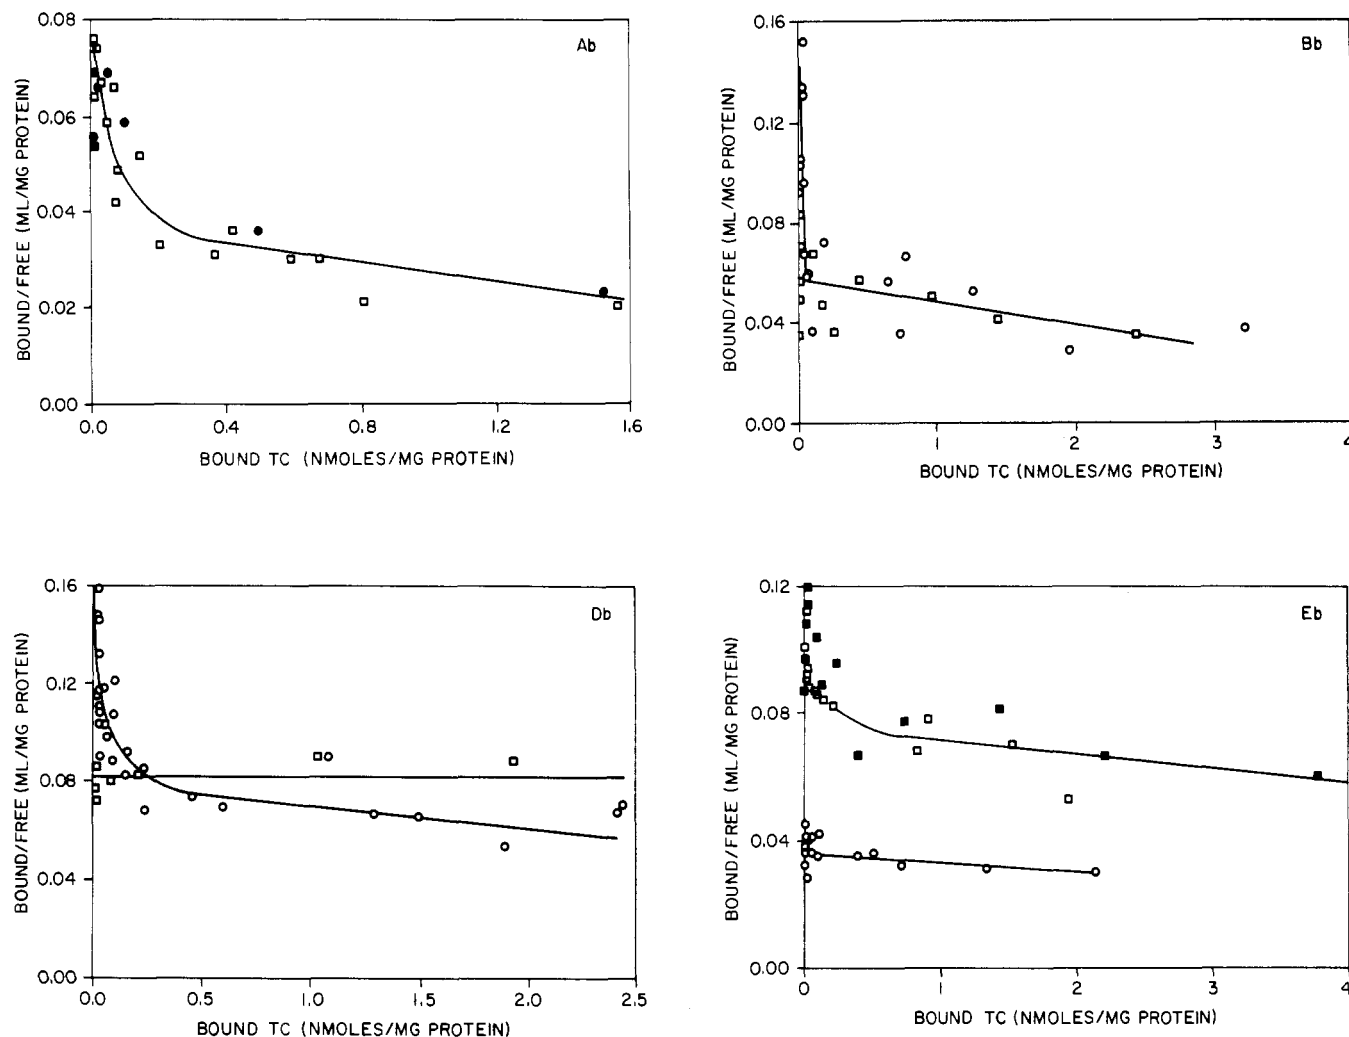 Ab
0.08
0.06
0.04
0.02
0.00
BOUND/FREE (ML/MG PROTEIN)
0.0 0.4 0.8 1.2 1.6
BOUND TC (NMOLES/MG PROTEIN)
Bb
0.16
0.12
0.08
0.04
0.00
BOUND/FREE (ML/MG PROTEIN)
0 1 2 3 4
BOUND TC (NMOLES/MG PROTEIN)
Db
0.16
0.12
0.08
0.04
0.00
BOUND/FREE (ML/MG PROTEIN)
0.0 0.5 1.0 1.5 2.0 2.5
BOUND TC (NMOLES/MG PROTEIN)
Eb
0.12
0.08
0.04
0.00
BOUND/FREE (ML/MG PROTEIN)
0 1 2 3 4
BOUND TC (NMOLES/MG PROTEIN)